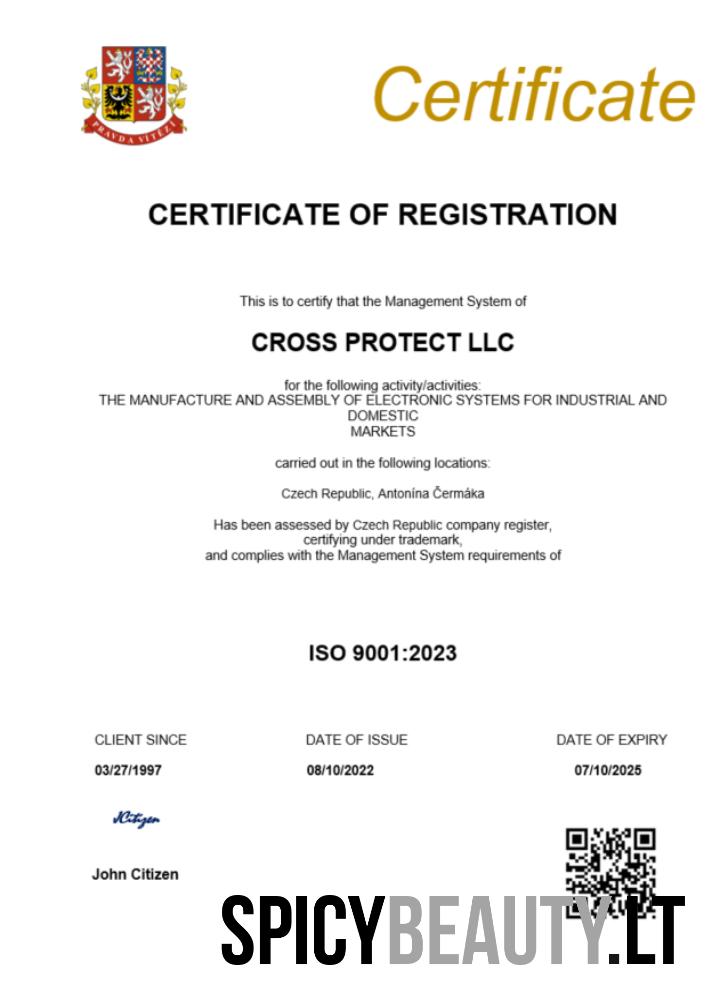 PRAVDA VÍTĚZÍ
Certificate
CERTIFICATE OF REGISTRATION
This is to certify that the Management System of
CROSS PROTECT LLC
for the following activity/activities:
THE MANUFACTURE AND ASSEMBLY OF ELECTRONIC SYSTEMS FOR INDUSTRIAL AND
DOMESTIC
MARKETS
carried out in the following locations:
Czech Republic, Antonína Čermáka
Has been assessed by Czech Republic company register,
certifying under trademark,
and complies with the Management System requirements of
ISO 9001:2023
CLIENT SINCE DATE OF ISSUE DATE OF EXPIRY
03/27/1997 08/10/2022 07/10/2025
JCitizen
John Citizen
SPICYBEAUTY.LT